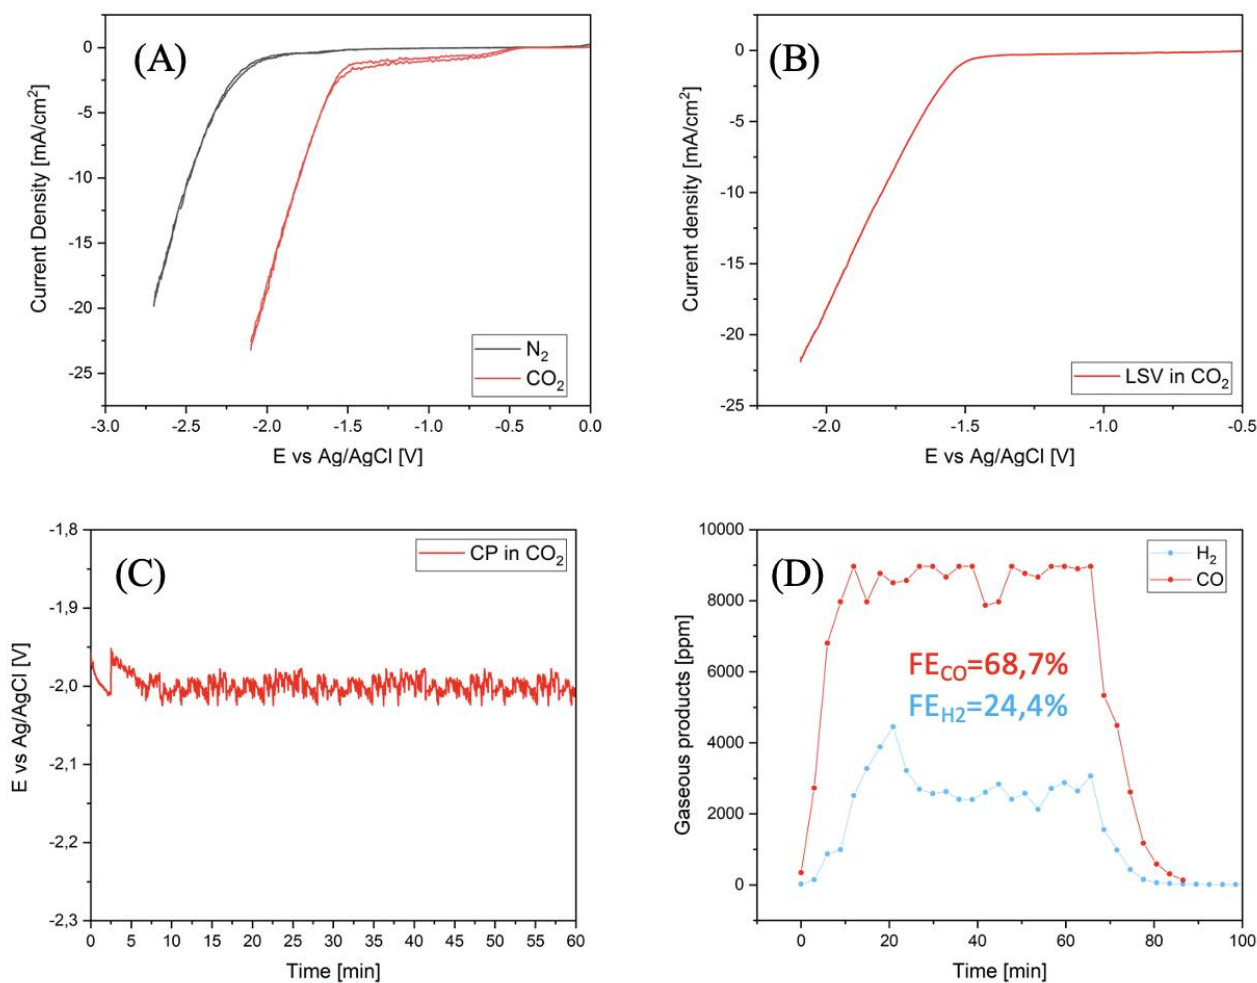 (A)
Current Density [mA/cm²]
0
-5
-10
-15
-20
-25
-3.0 -2.5 -2.0 -1.5 -1.0 -0.5 0.0
E vs Ag/AgCl [V]
N₂
CO₂
(B)
Current density [mA/cm²]
0
-5
-10
-15
-20
-25
-2.0 -1.5 -1.0 -0.5
E vs Ag/AgCl [V]
LSV in CO₂
(C)
E vs Ag/AgCl [V]
-1,8
-1,9
-2,0
-2,1
-2,2
-2,3
0 5 10 15 20 25 30 35 40 45 50 55 60
Time [min]
CP in CO₂
(D)
Gaseous products [ppm]
10000
8000
6000
4000
2000
0
0 20 40 60 80 100
Time [min]
H₂
CO
FE_CO=68,7%
FE_H2=24,4%